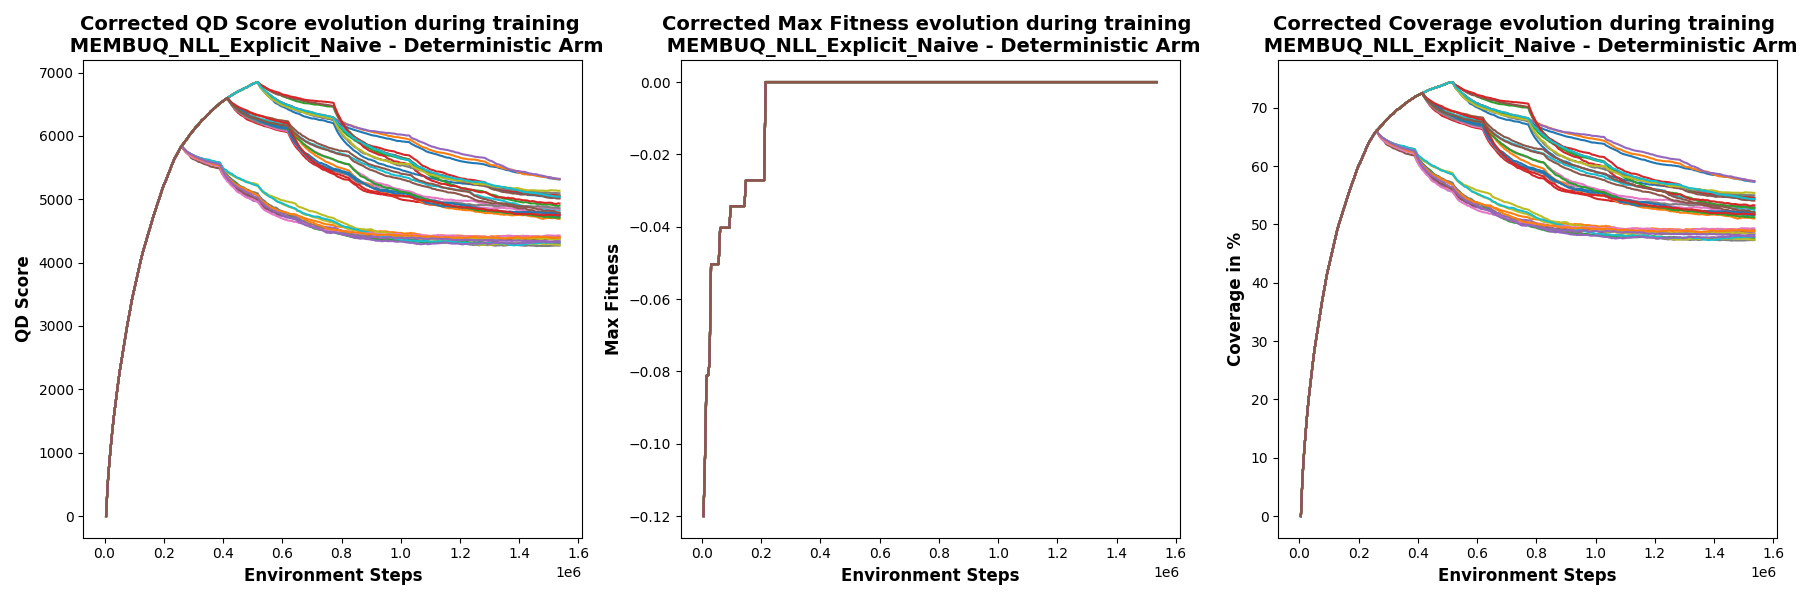 Corrected QD Score evolution during training
MEMBUQ_NLL_Explicit_Naive - Deterministic Arm
QD Score
7000
6000
5000
4000
3000
2000
1000
0
0.0 0.2 0.4 0.6 0.8 1.0 1.2 1.4 1.6
1e6
Environment Steps
Corrected Max Fitness evolution during training
MEMBUQ_NLL_Explicit_Naive - Deterministic Arm
Max Fitness
0.00
−0.02
−0.04
−0.06
−0.08
−0.10
−0.12
0.0 0.2 0.4 0.6 0.8 1.0 1.2 1.4 1.6
1e6
Environment Steps
Corrected Coverage evolution during training
MEMBUQ_NLL_Explicit_Naive - Deterministic Arm
Coverage in %
70
60
50
40
30
20
10
0
0.0 0.2 0.4 0.6 0.8 1.0 1.2 1.4 1.6
1e6
Environment Steps